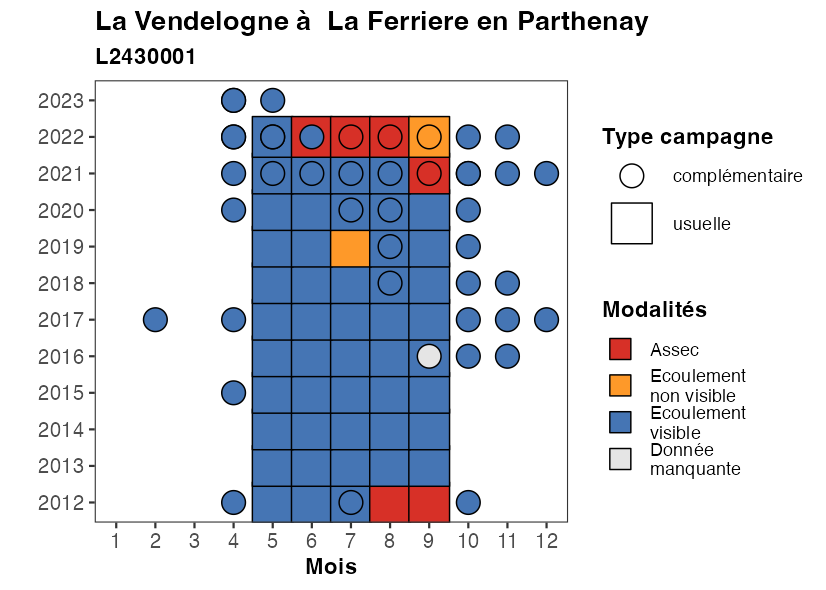 La Vendelogne à  La Ferriere en Parthenay
L2430001
2023
2022
2021
2020
2019
2018
2017
2016
2015
2014
2013
2012
1 2 3 4 5 6 7 8 9 10 11 12
Mois
Type campagne
complémentaire
usuelle
Modalités
Assec
Ecoulement
non visible
Ecoulement
visible
Donnée
manquante